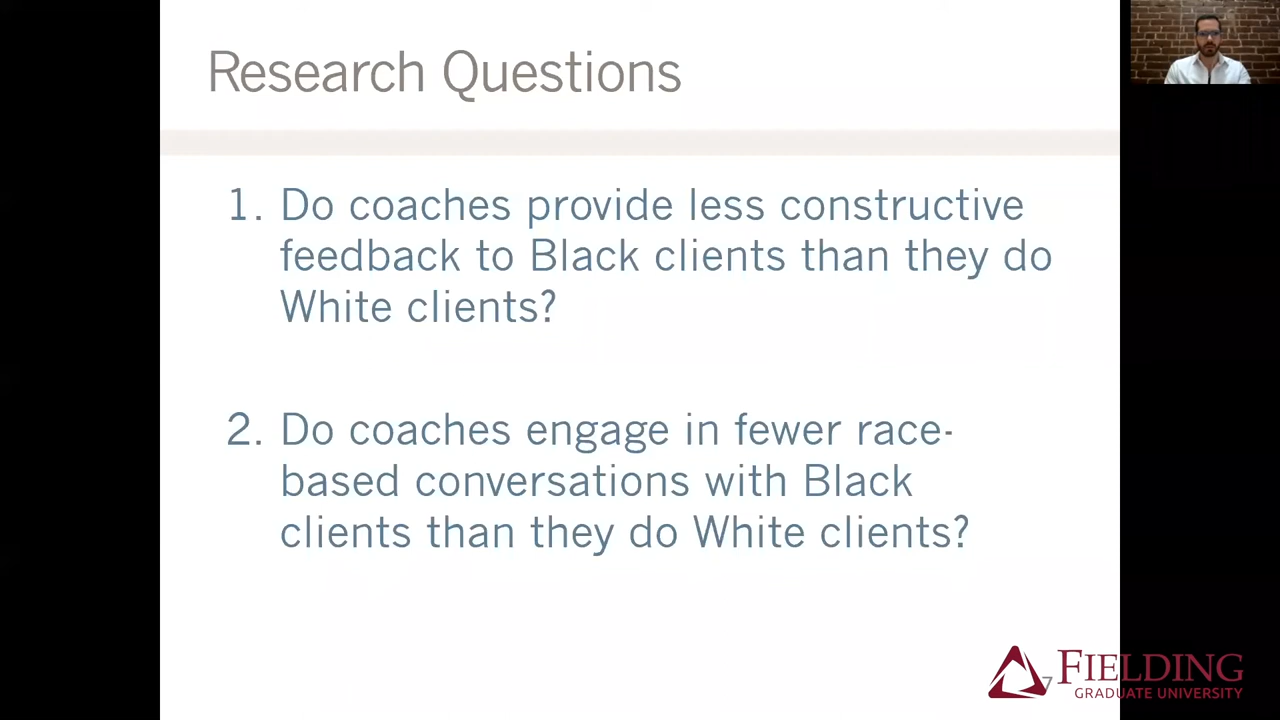 Research Questions
1. Do coaches provide less constructive
feedback to Black clients than they do
White clients?
2. Do coaches engage in fewer race-
based conversations with Black
clients than they do White clients?
7
FIELDING
GRADUATE UNIVERSITY